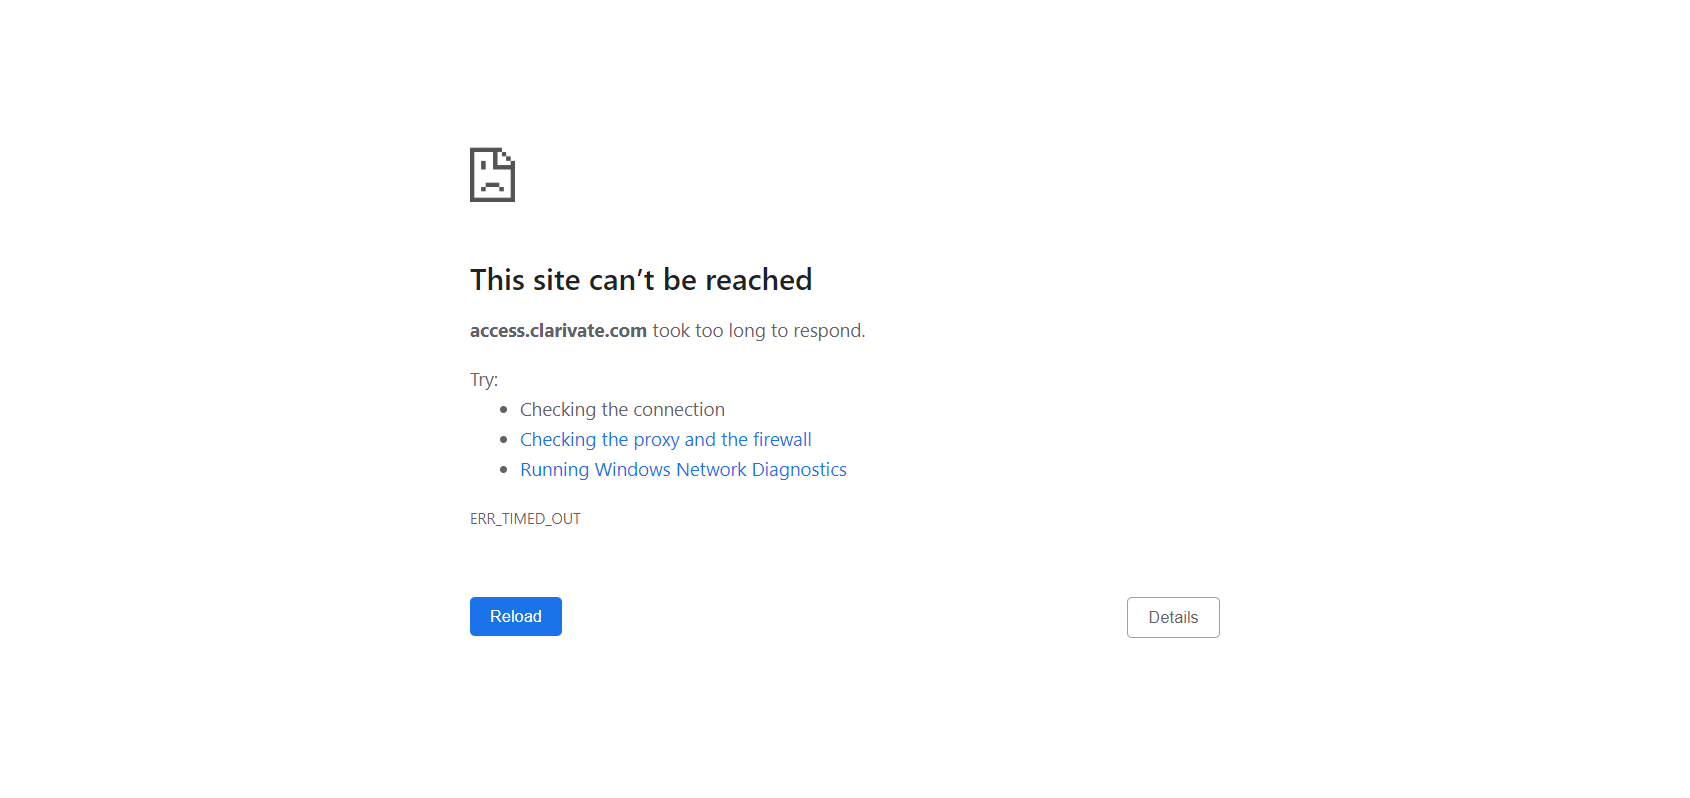 This site can’t be reached
access.clarivate.com took too long to respond.
Try:
Checking the connection
Checking the proxy and the firewall
Running Windows Network Diagnostics
ERR_TIMED_OUT
Reload
Details